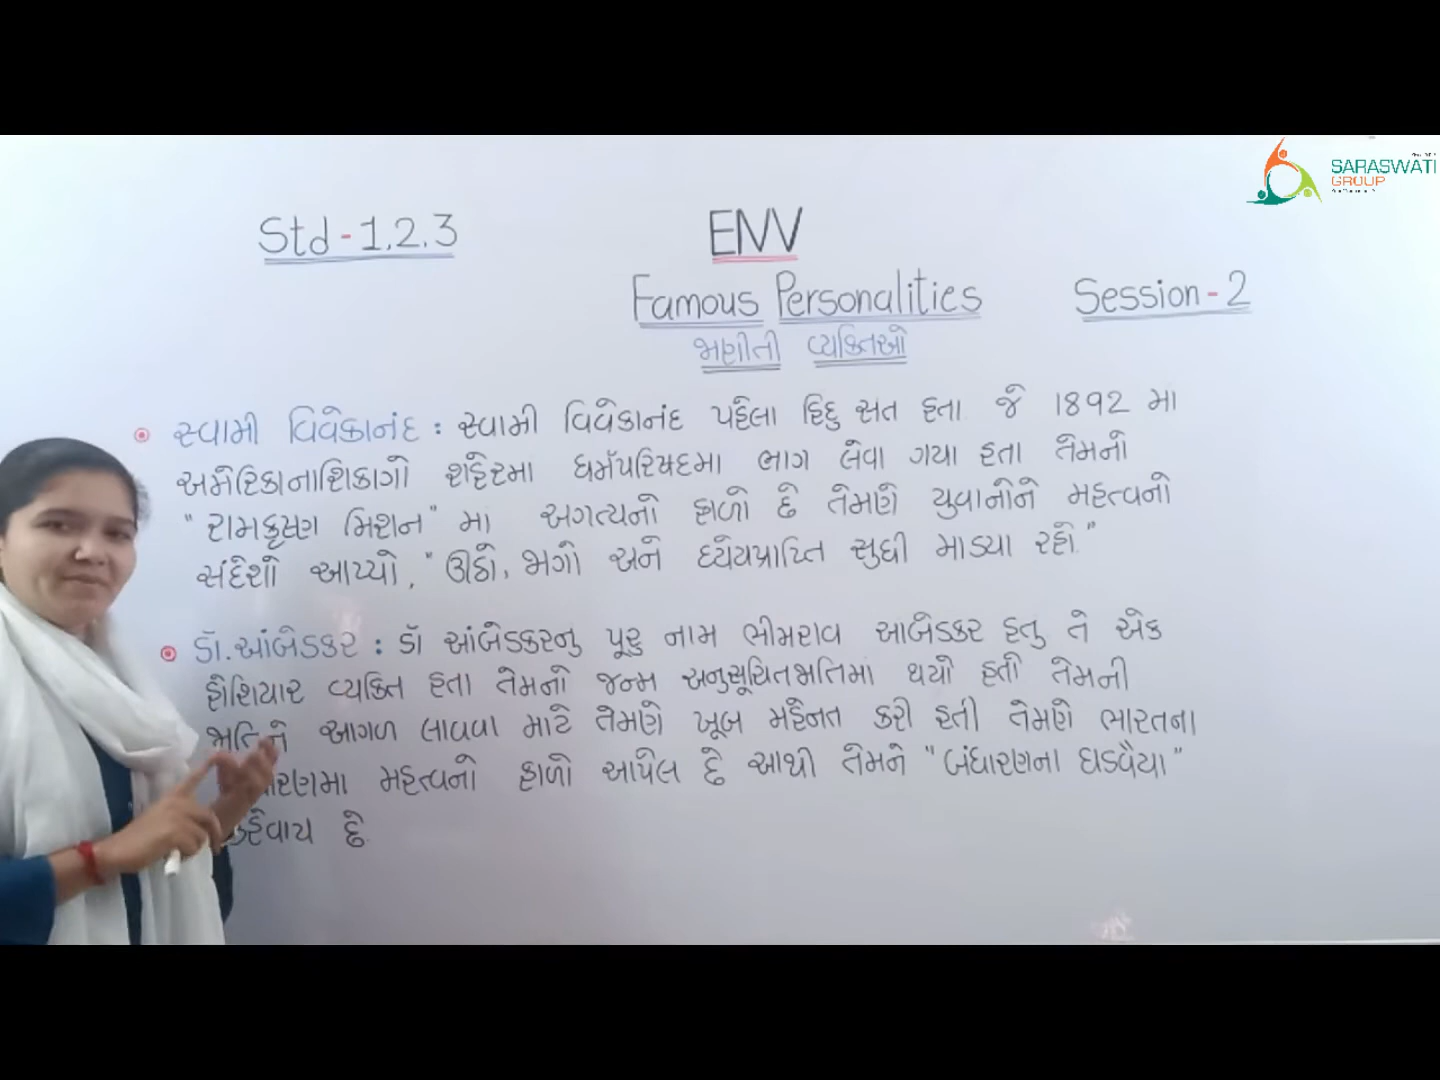 SARASWATI
GROUP
Std-1,2,3
ENV
Famous Personalities
Session-2
જાણીતી વ્યક્તિઓ
સ્વામી વિવેકાનંદ : સ્વામી વિવેકાનંદ પહેલા હિંદુ સત હતા જે 1892 મા
અમેરિકાનાશિકાગો શહેરમા ધર્મપરિષદમા ભાગ લેવા ગયા હતા તેમનો
"રામકૃષ્ણ મિશન" મા અગત્યનો ફાળો છે તેમણે યુવાનોને મહત્વનો
સંદેશો આપ્યો, "ઊઠો, જાગો અને ધ્યેયપ્રાપ્તિ સુધી માડ્યા રહો."
ડૉ.આંબેડકર : ડૉ આંબેડકરનુ પૂરુ નામ ભીમરાવ આબેડકર હતુ તે એક
હોશિયાર વ્યક્તિ હતા તેમનો જન્મ અનુસૂચિતજાતિમા થયો હતો તેમની
જાતિને આગળ લાવવા માટે તેમણે ખૂબ મહેનત કરી હતી તેમણે ભારતના
મહત્વનો ફાળો આપેલ છે આથી તેમને "બંધારણના ઘડવૈયા"
કહેવાય છે.